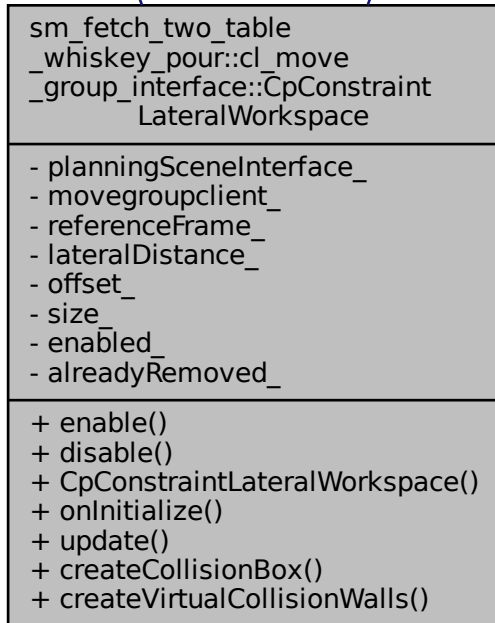 sm_fetch_two_table
_whiskey_pour::cl_move
_group_interface::CpConstraint
LateralWorkspace
- planningSceneInterface_
- movegroupclient_
- referenceFrame_
- lateralDistance_
- offset_
- size_
- enabled_
- alreadyRemoved_
+ enable()
+ disable()
+ CpConstraintLateralWorkspace()
+ onInitialize()
+ update()
+ createCollisionBox()
+ createVirtualCollisionWalls()